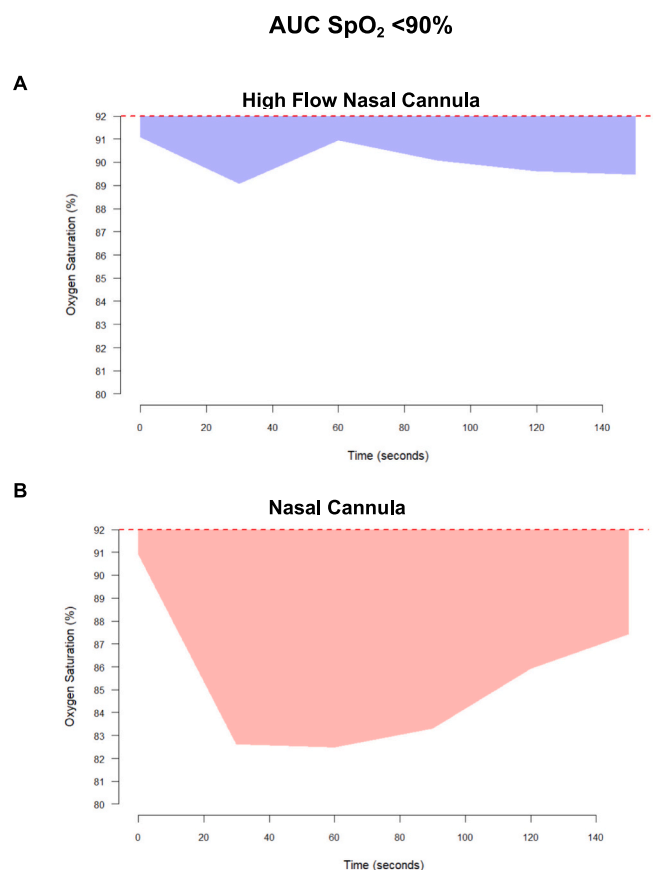 AUC SpO₂ <90%
A
High Flow Nasal Cannula
92
91
90
89
88
87
86
85
84
83
82
81
80
Oxygen Saturation (%)
0 20 40 60 80 100 120 140
Time (seconds)
B
Nasal Cannula
92
91
90
89
88
87
86
85
84
83
82
81
80
Oxygen Saturation (%)
0 20 40 60 80 100 120 140
Time (seconds)